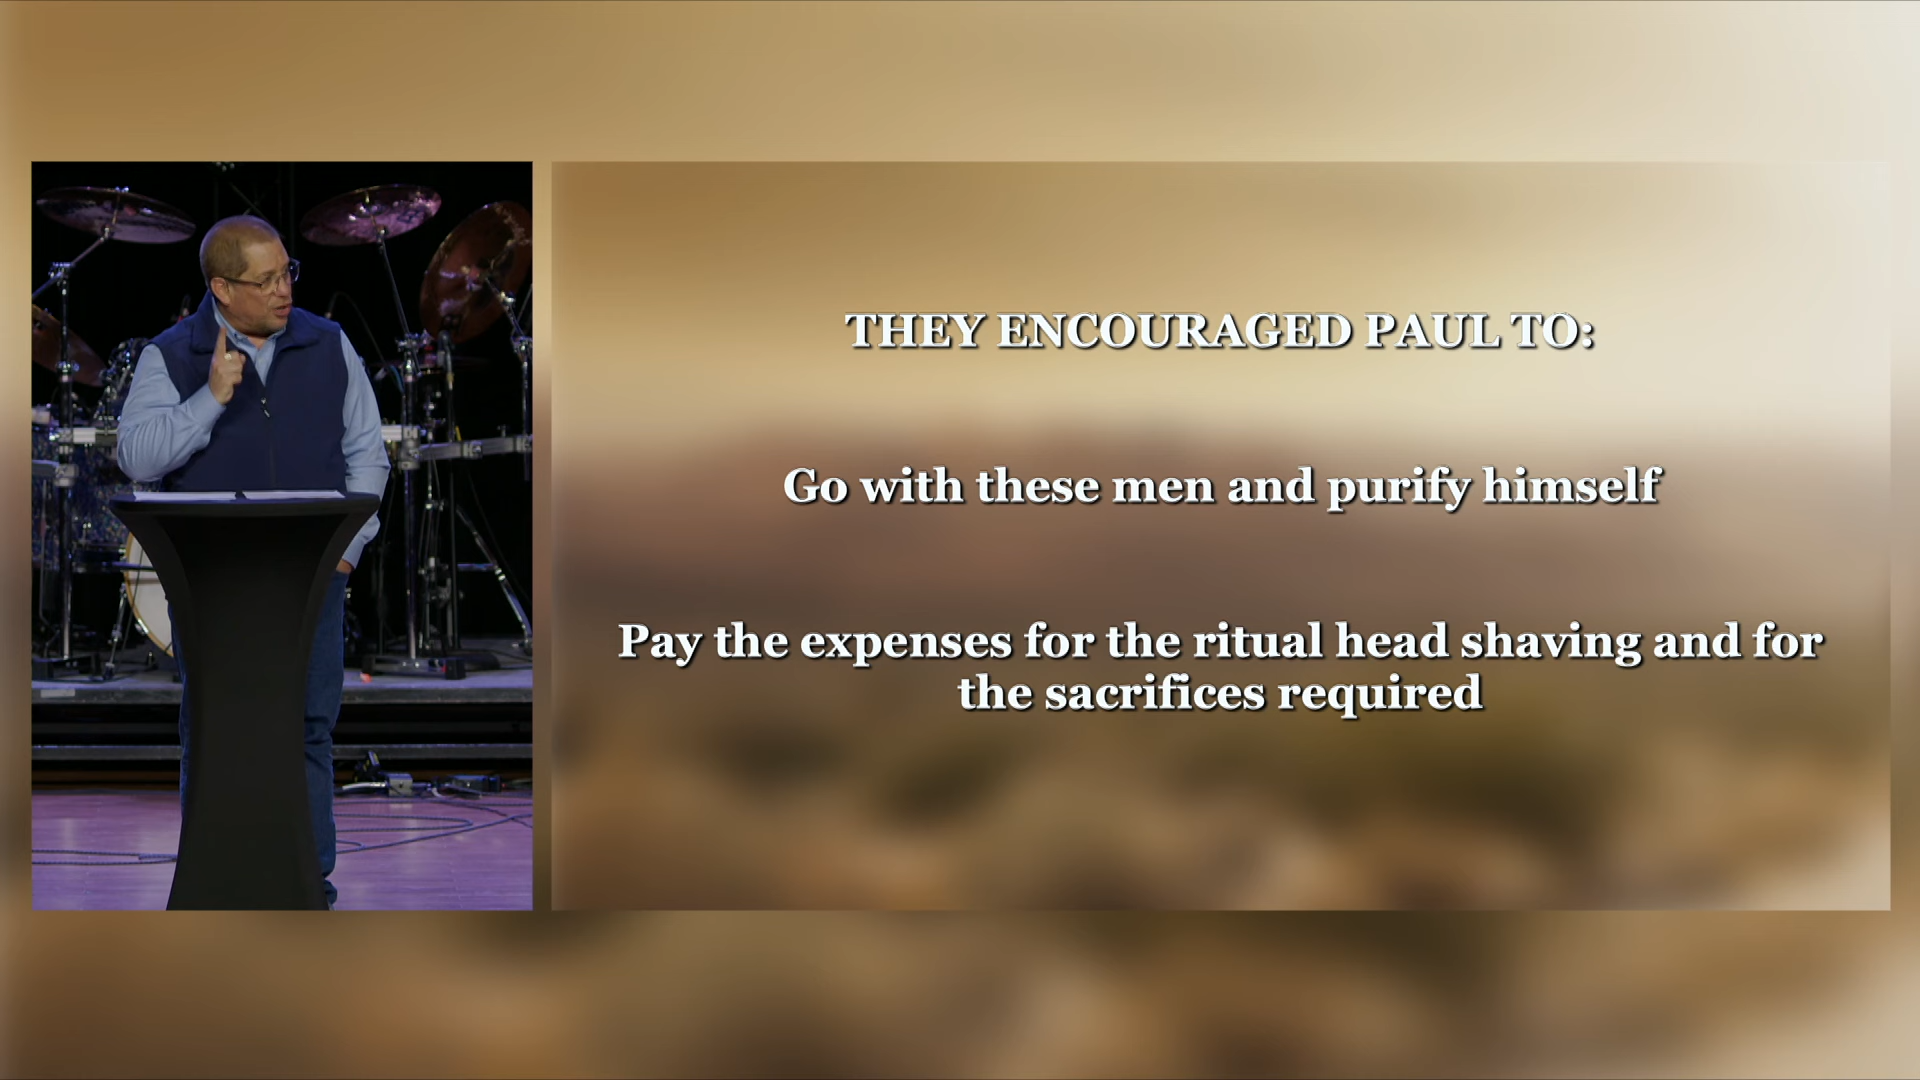 THEY ENCOURAGED PAUL TO:
Go with these men and purify himself
Pay the expenses for the ritual head shaving and for
the sacrifices required